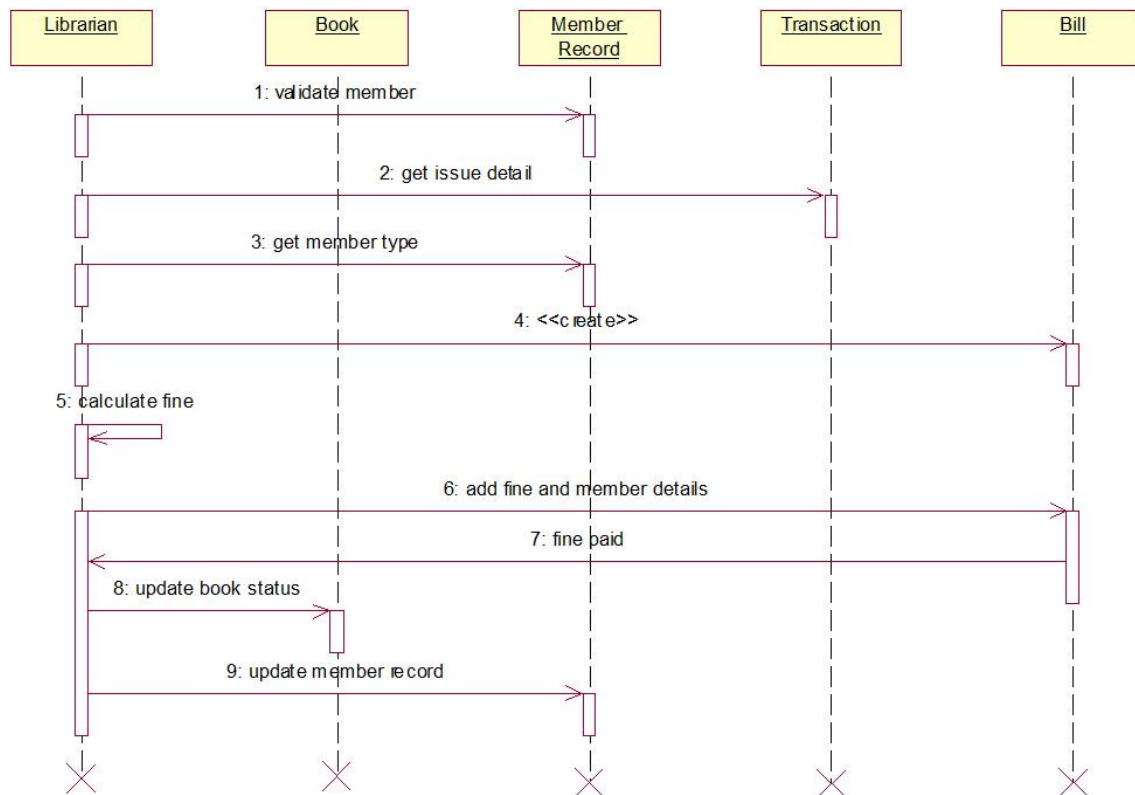 Librarian
Book
Member
Record
Transaction
Bill
1: validate member
2: get issue detail
3: get member type
4: <<create>>
5: calculate fine
6: add fine and member details
7: fine paid
8: update book status
9: update member record